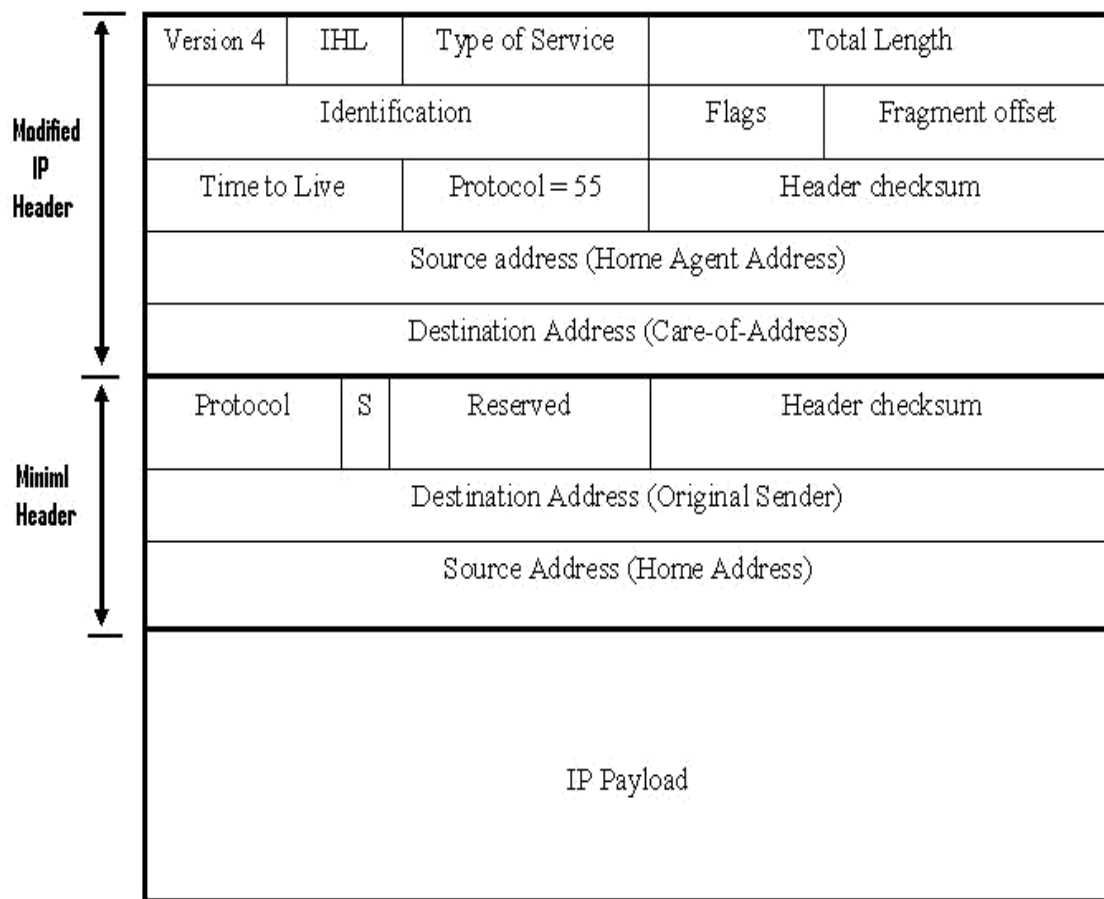 Version 4 IHL Type of Service Total Length
Identification Flags Fragment offset
Modified
IP
Header
Time to Live Protocol = 55 Header checksum
Source address (Home Agent Address)
Destination Address (Care-of-Address)
Protocol S Reserved Header checksum
Miniml
Header
Destination Address (Original Sender)
Source Address (Home Address)
IP Payload